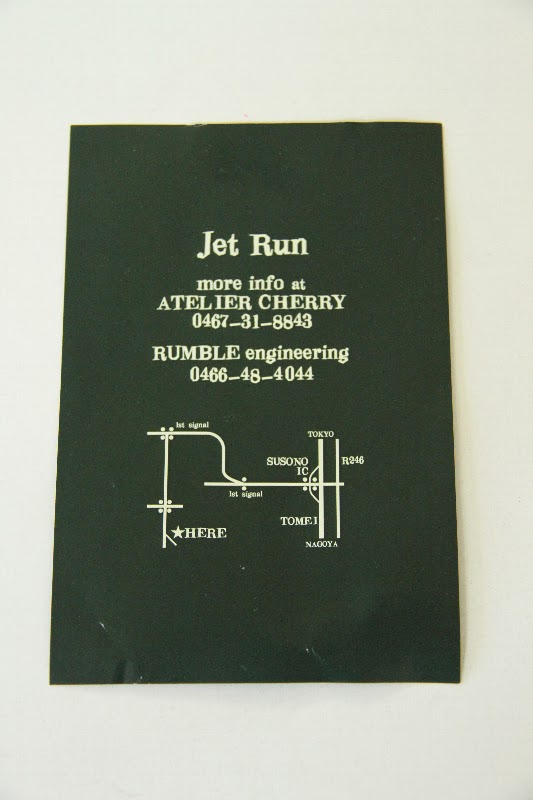 Jet Run
more info at
ATELIER CHERRY
0467-31-8843
RUMBLE engineering
0466-48-4044
1st signal
TOKYO
SUSONO
IC
R246
1st signal
TOMEI
HERE
NAGOYA